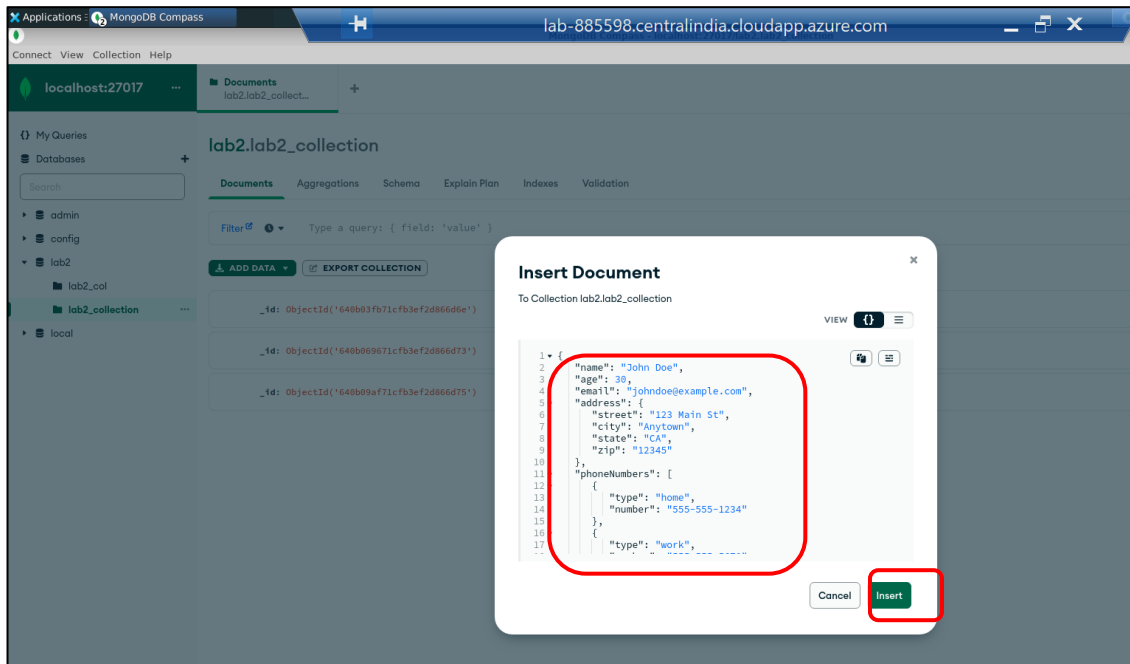 Applications : MongoDB Compass
lab-885598.centralindia.cloudapp.azure.com
Connect View Collection Help
localhost:27017 ...
Documents
lab2.lab2_collect...
+
{} My Queries
Databases +
Search
admin
config
lab2
lab2_col
lab2_collection ...
local
lab2.lab2_collection
Documents Aggregations Schema Explain Plan Indexes Validation
Filter Type a query: { field: 'value' }
ADD DATA EXPORT COLLECTION
_id: ObjectId('640b03fb71cfb3ef2d866d6e')
_id: ObjectId('640b069671cfb3ef2d866d73')
_id: ObjectId('640b09af71cfb3ef2d866d75')
Insert Document
To Collection lab2.lab2_collection
VIEW {}
1 {
2 "name": "John Doe",
3 "age": 30,
4 "email": "johndoe@example.com",
5 "address": {
6 "street": "123 Main St",
7 "city": "Anytown",
8 "state": "CA",
9 "zip": "12345"
10 },
11 "phoneNumbers": [
12 {
13 "type": "home",
14 "number": "555-555-1234"
15 },
16 {
17 "type": "work",
Cancel Insert